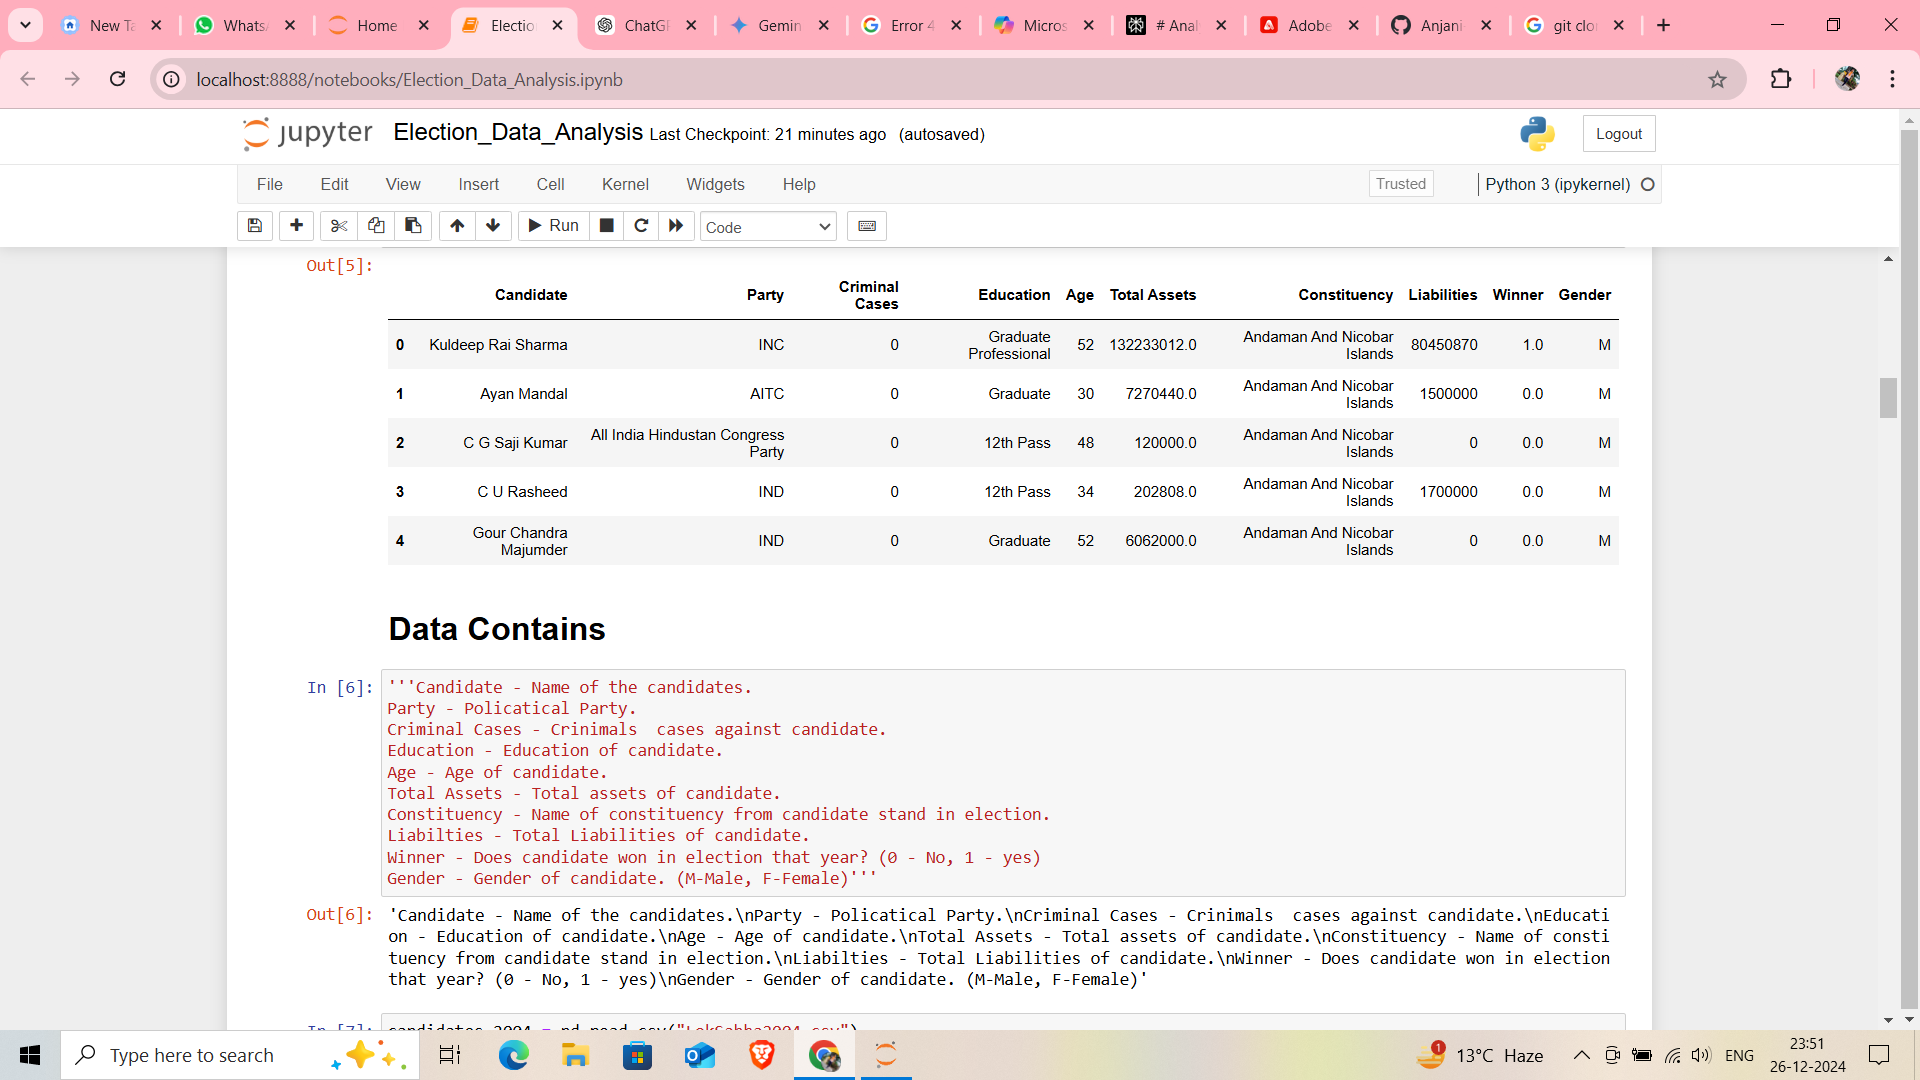 New Ta
WhatsA
Home
Electio
ChatGP
Gemin
Error 4
Micros
# Anal
Adobe
Anjani
git clo
localhost:8888/notebooks/Election_Data_Analysis.ipynb
jupyter Election_Data_Analysis Last Checkpoint: 21 minutes ago (autosaved)
Logout
File Edit View Insert Cell Kernel Widgets Help
Trusted
Python 3 (ipykernel)
Run
Code
Out[5]:
Candidate Party Criminal Cases Education Age Total Assets Constituency Liabilities Winner Gender
0 Kuldeep Rai Sharma INC 0 Graduate Professional 52 132233012.0 Andaman And Nicobar Islands 80450870 1.0 M
1 Ayan Mandal AITC 0 Graduate 30 7270440.0 Andaman And Nicobar Islands 1500000 0.0 M
2 C G Saji Kumar All India Hindustan Congress Party 0 12th Pass 48 120000.0 Andaman And Nicobar Islands 0 0.0 M
3 C U Rasheed IND 0 12th Pass 34 202808.0 Andaman And Nicobar Islands 1700000 0.0 M
4 Gour Chandra Majumder IND 0 Graduate 52 6062000.0 Andaman And Nicobar Islands 0 0.0 M
Data Contains
In [6]: '''Candidate - Name of the candidates.
Party - Policatical Party.
Criminal Cases - Crinimals  cases against candidate.
Education - Education of candidate.
Age - Age of candidate.
Total Assets - Total assets of candidate.
Constituency - Name of constituency from candidate stand in election.
Liabilties - Total Liabilities of candidate.
Winner - Does candidate won in election that year? (0 - No, 1 - yes)
Gender - Gender of candidate. (M-Male, F-Female)'''
Out[6]: 'Candidate - Name of the candidates.\nParty - Policatical Party.\nCriminal Cases - Crinimals  cases against candidate.\nEducati
on - Education of candidate.\nAge - Age of candidate.\nTotal Assets - Total assets of candidate.\nConstituency - Name of consti
tuency from candidate stand in election.\nLiabilties - Total Liabilities of candidate.\nWinner - Does candidate won in election
that year? (0 - No, 1 - yes)\nGender - Gender of candidate. (M-Male, F-Female)'
In [7]: candidates_2004 = pd.read_csv("LokSabha2004.csv")
Type here to search
1
13°C Haze
ENG
23:51
26-12-2024